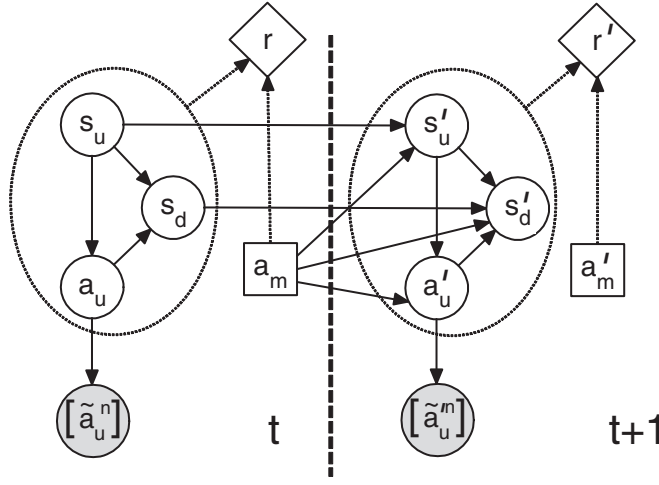 r
r′
s_u
s′_u
s_d
s′_d
a_m
a′_m
a_u
a′_u
[ã_u^n]
[ã′_u^n]
t
t+1